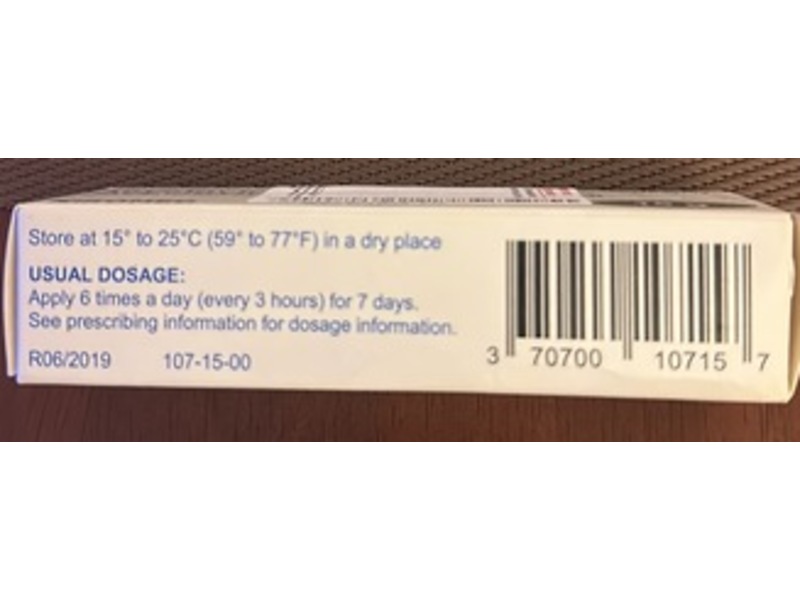 Store at 15° to 25°C (59° to 77°F) in a dry place
USUAL DOSAGE:
Apply 6 times a day (every 3 hours) for 7 days.
See prescribing information for dosage information.
R06/2019 107-15-00
3 70700 10715 7